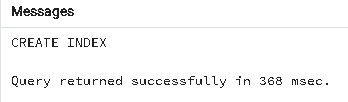 Messages
CREATE INDEX
Query returned successfully in 368 msec.